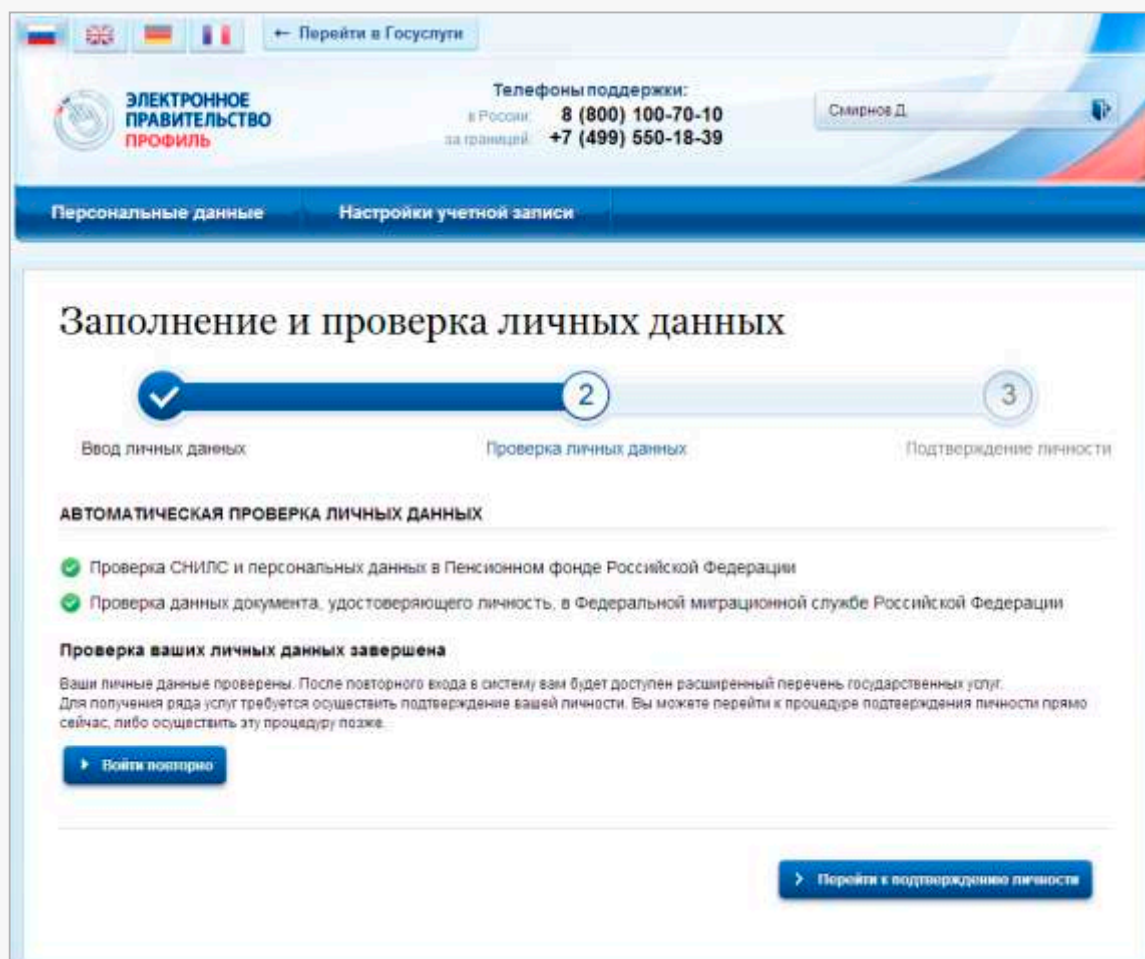 ← Перейти в Госуслуги
ЭЛЕКТРОННОЕ
ПРАВИТЕЛЬСТВО
ПРОФИЛЬ
Телефоны поддержки:
в России: 8 (800) 100-70-10
за границей: +7 (499) 550-18-39
Смирнов Д.
Персональные данные Настройки учетной записи
Заполнение и проверка личных данных
2 3
Ввод личных данных Проверка личных данных Подтверждение личности
АВТОМАТИЧЕСКАЯ ПРОВЕРКА ЛИЧНЫХ ДАННЫХ
Проверка СНИЛС и персональных данных в Пенсионном фонде Российской Федерации
Проверка данных документа, удостоверяющего личность, в Федеральной миграционной службе Российской Федерации
Проверка ваших личных данных завершена
Ваши личные данные проверены. После повторного входа в систему вам будет доступен расширенный перечень государственных услуг.
Для получения ряда услуг требуется осуществить подтверждение вашей личности. Вы можете перейти к процедуре подтверждения личности прямо
сейчас, либо осуществить эту процедуру позже.
Войти повторно
Перейти к подтверждению личности